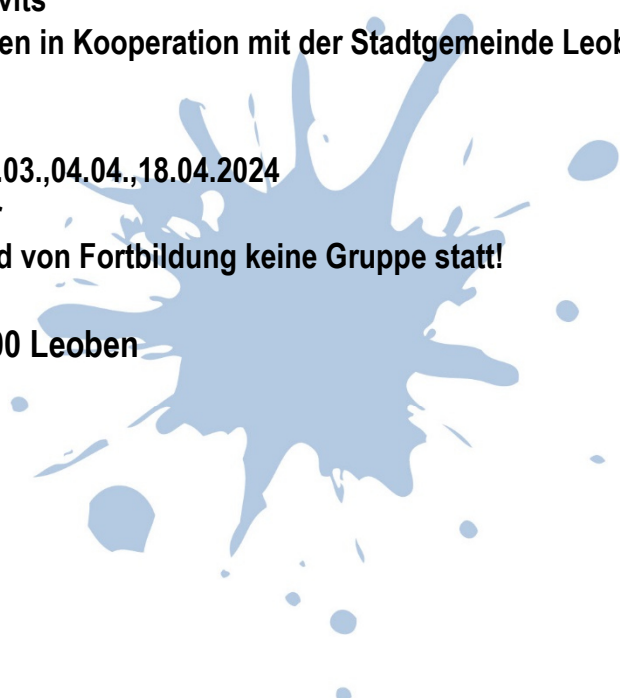 vits
en in Kooperation mit der Stadtgemeinde Leob
.03.,04.04.,18.04.2024
d von Fortbildung keine Gruppe statt!
00 Leoben